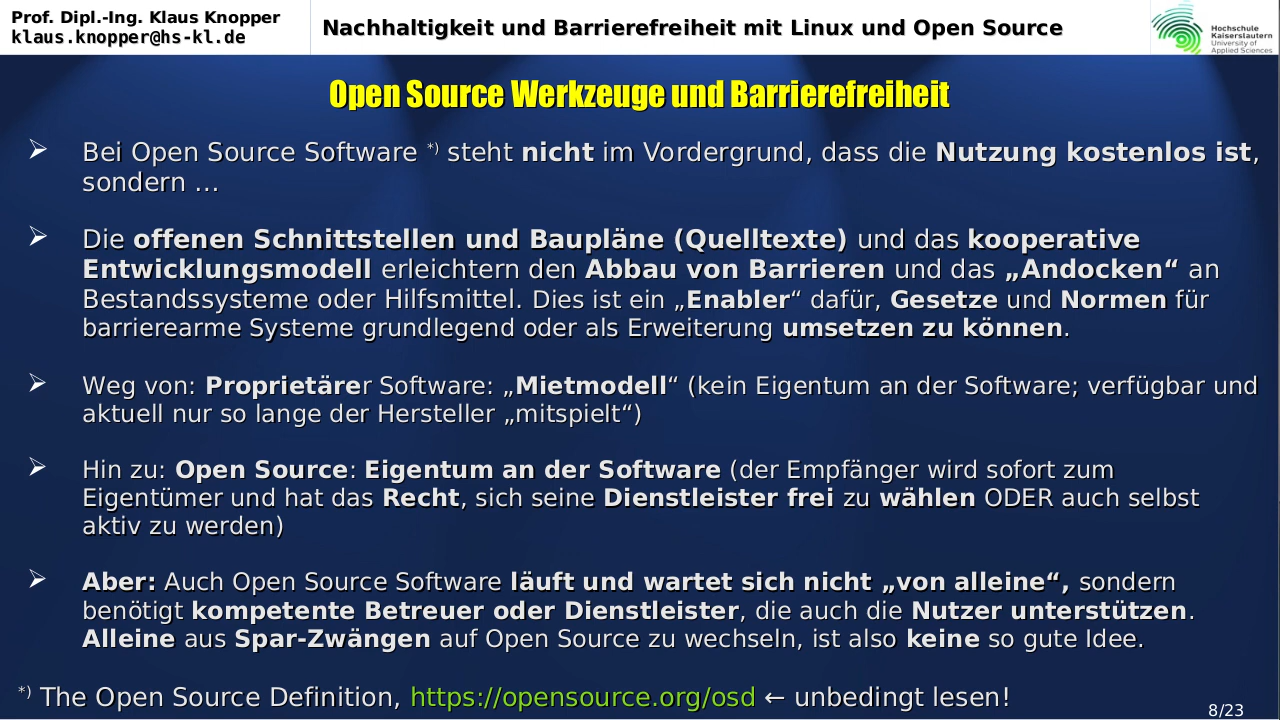 Prof. Dipl.-Ing. Klaus Knopper
klaus.knopper@hs-kl.de
Nachhaltigkeit und Barrierefreiheit mit Linux und Open Source
Hochschule
Kaiserslautern
University of
Applied Sciences
Open Source Werkzeuge und Barrierefreiheit
Bei Open Source Software *) steht nicht im Vordergrund, dass die Nutzung kostenlos ist,
sondern …
Die offenen Schnittstellen und Baupläne (Quelltexte) und das kooperative
Entwicklungsmodell erleichtern den Abbau von Barrieren und das „Andocken“ an
Bestandssysteme oder Hilfsmittel. Dies ist ein „Enabler“ dafür, Gesetze und Normen für
barrierearme Systeme grundlegend oder als Erweiterung umsetzen zu können.
Weg von: Proprietärer Software: „Mietmodell“ (kein Eigentum an der Software; verfügbar und
aktuell nur so lange der Hersteller „mitspielt“)
Hin zu: Open Source: Eigentum an der Software (der Empfänger wird sofort zum
Eigentümer und hat das Recht, sich seine Dienstleister frei zu wählen ODER auch selbst
aktiv zu werden)
Aber: Auch Open Source Software läuft und wartet sich nicht „von alleine“, sondern
benötigt kompetente Betreuer oder Dienstleister, die auch die Nutzer unterstützen.
Alleine aus Spar-Zwängen auf Open Source zu wechseln, ist also keine so gute Idee.
*) The Open Source Definition, https://opensource.org/osd ← unbedingt lesen!
8/23